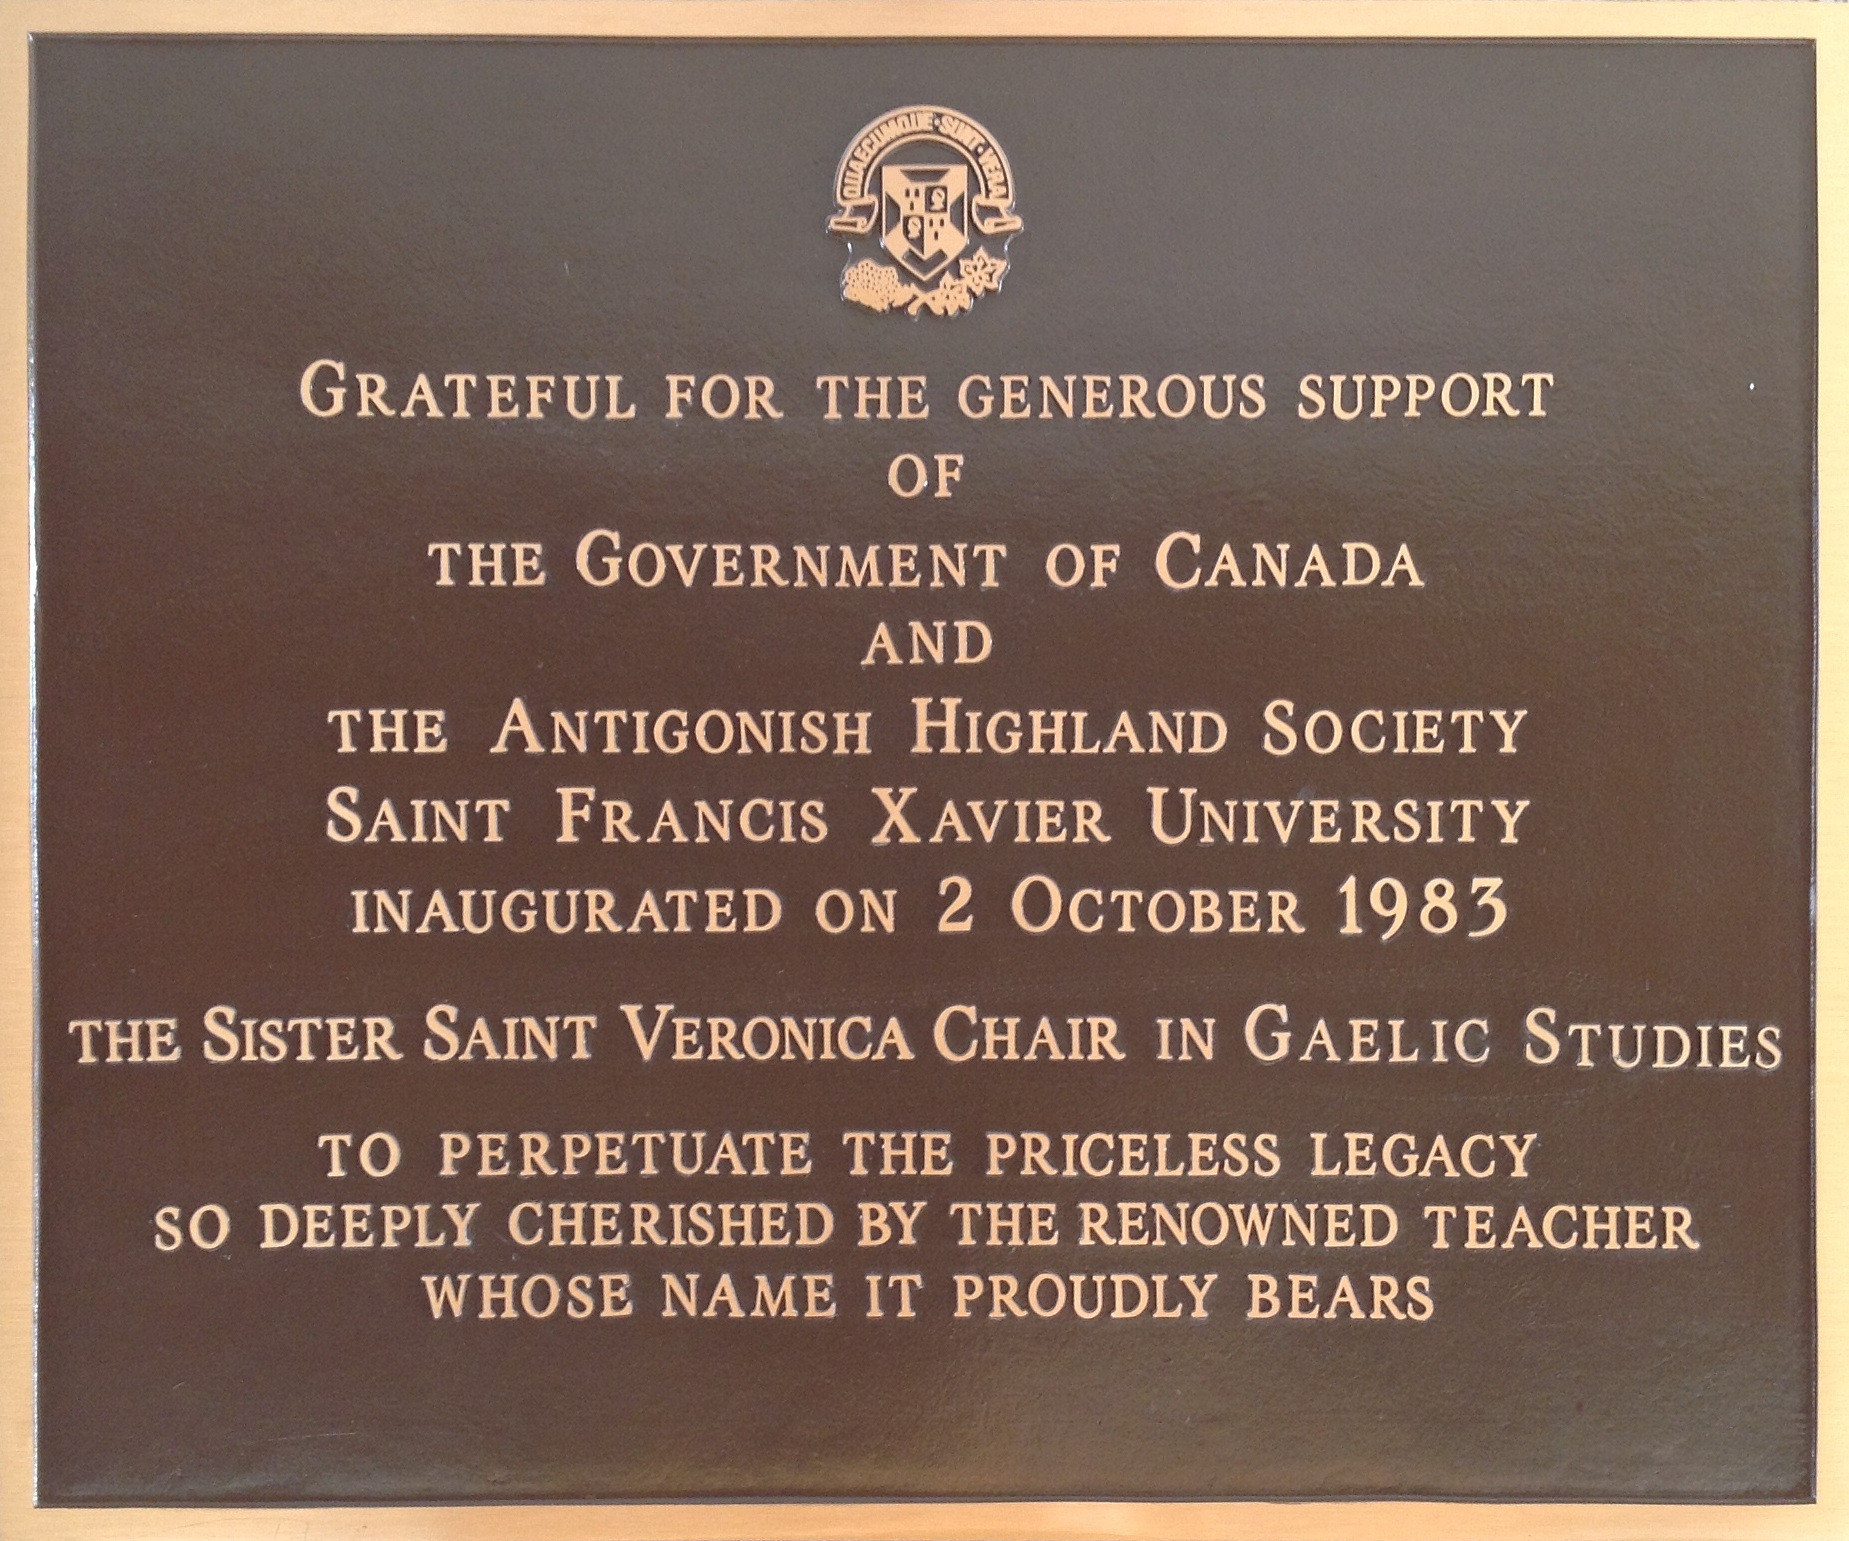 QUAECUMQUE · SUNT · VERA
GRATEFUL FOR THE GENEROUS SUPPORT
OF
THE GOVERNMENT OF CANADA
AND
THE ANTIGONISH HIGHLAND SOCIETY
SAINT FRANCIS XAVIER UNIVERSITY
INAUGURATED ON 2 OCTOBER 1983
THE SISTER SAINT VERONICA CHAIR IN GAELIC STUDIES
TO PERPETUATE THE PRICELESS LEGACY
SO DEEPLY CHERISHED BY THE RENOWNED TEACHER
WHOSE NAME IT PROUDLY BEARS